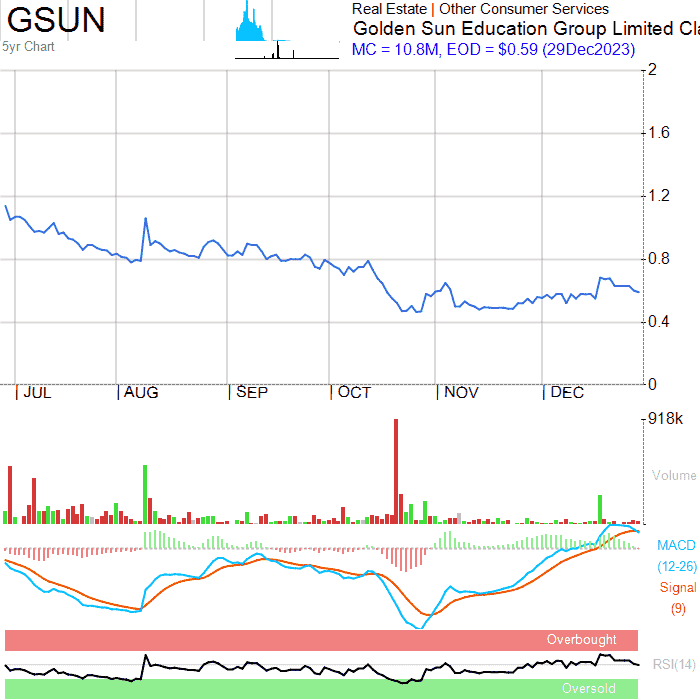 GSUN
5yr Chart
Real Estate | Other Consumer Services
Golden Sun Education Group Limited Cla
MC = 10.8M, EOD = $0.59 (29Dec2023)
2
1.6
1.2
0.8
0.4
0
JUL AUG SEP OCT NOV DEC
918k
Volume
MACD
(12-26)
Signal
(9)
Overbought
RSI(14)
Oversold